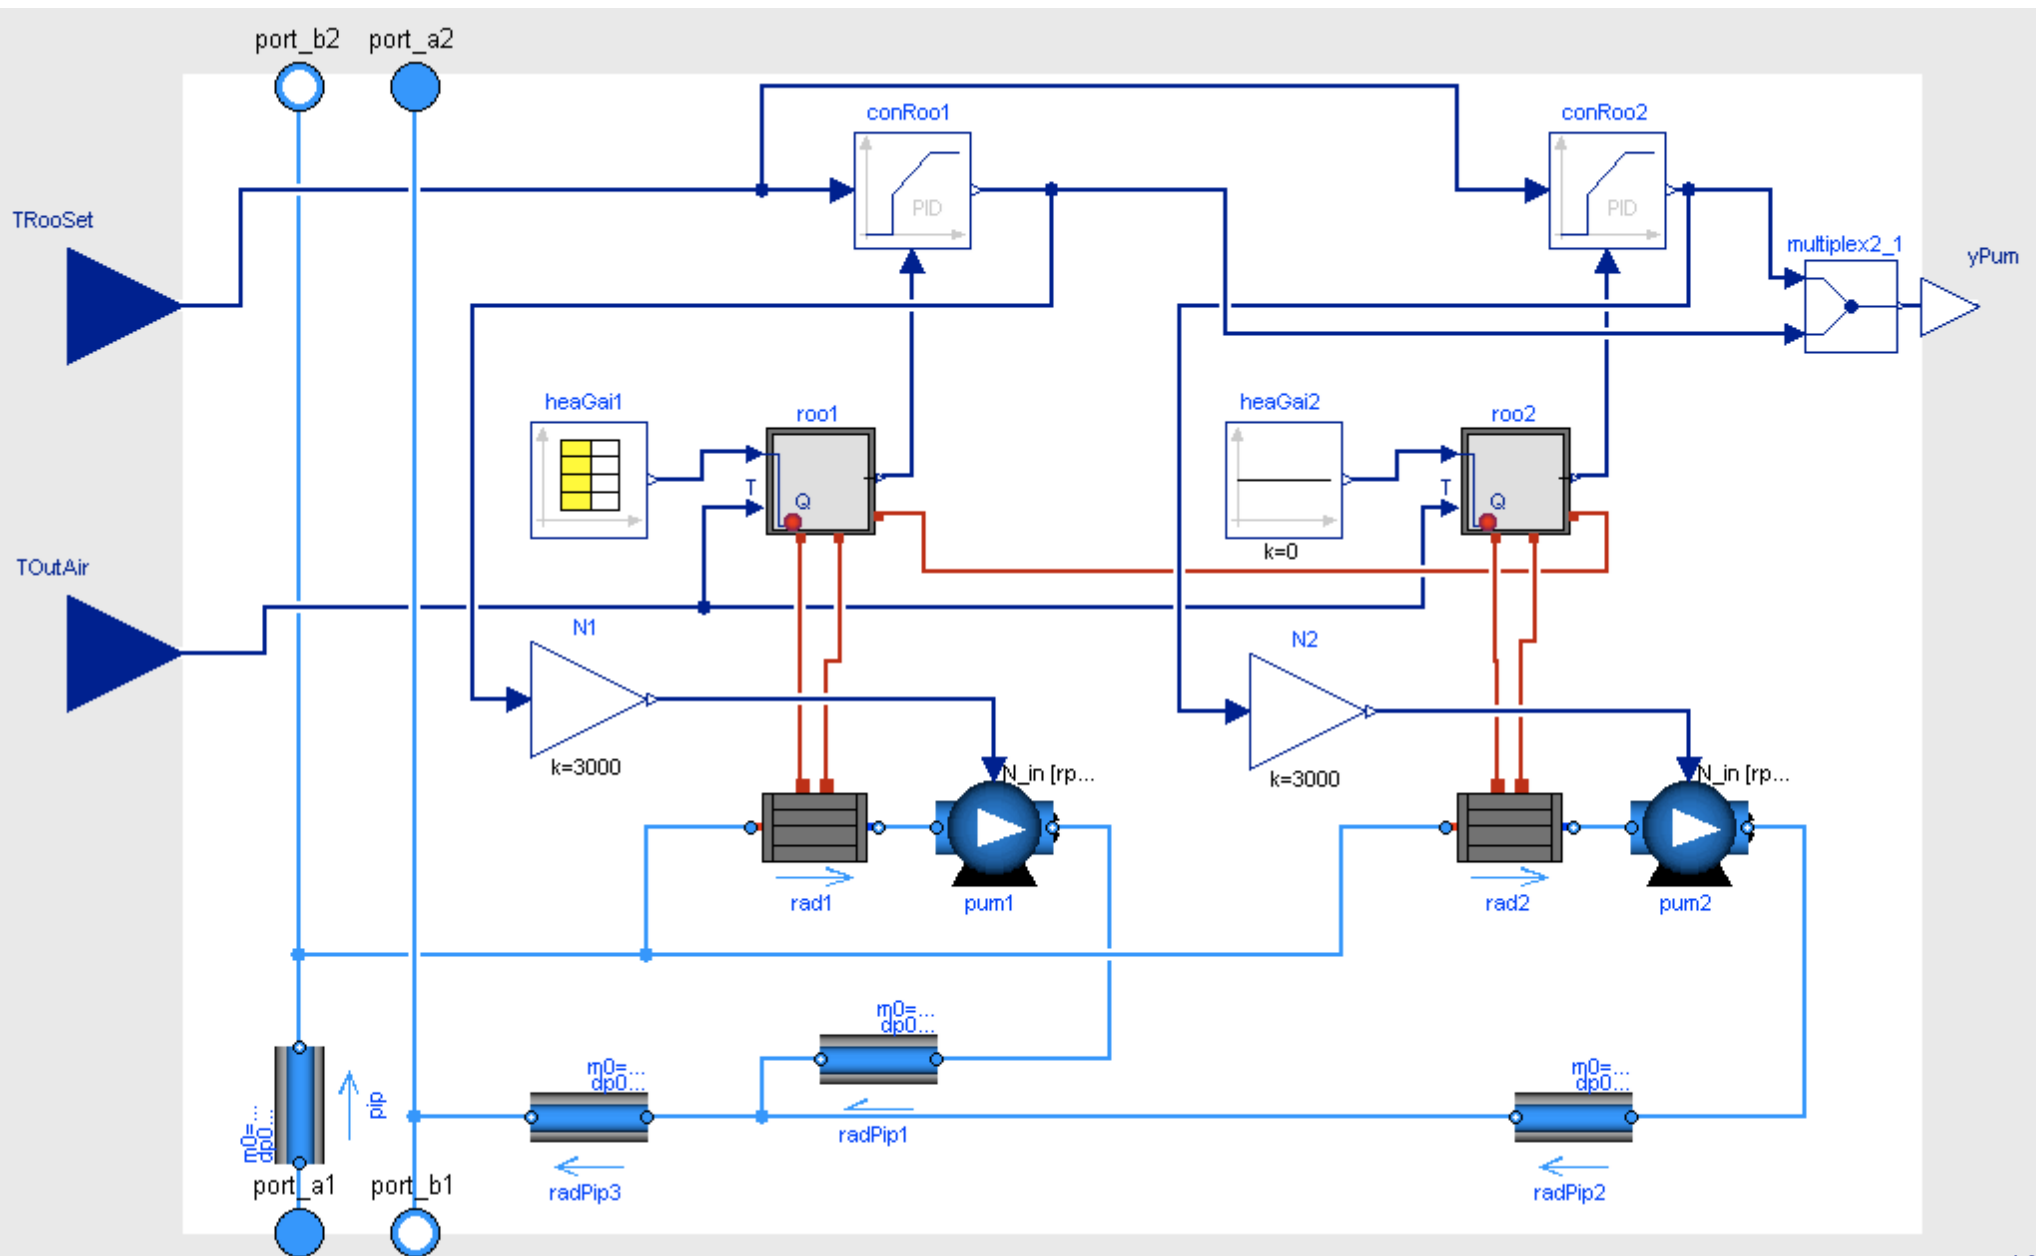 port_b2
port_a2
conRoo1
conRoo2
PID
PID
TRooSet
multiplex2_1
yPum
heaGai1
roo1
heaGai2
roo2
T
Q
T
Q
k=0
TOutAir
N1
N2
k=3000
N_in [rp...
k=3000
N_in [rp...
rad1
pum1
rad2
pum2
m0=...
dp0...
m0=...
dp0...
m0=...
dp0...
m0=...
dp0...
pip
radPip1
port_a1
port_b1
radPip3
radPip2